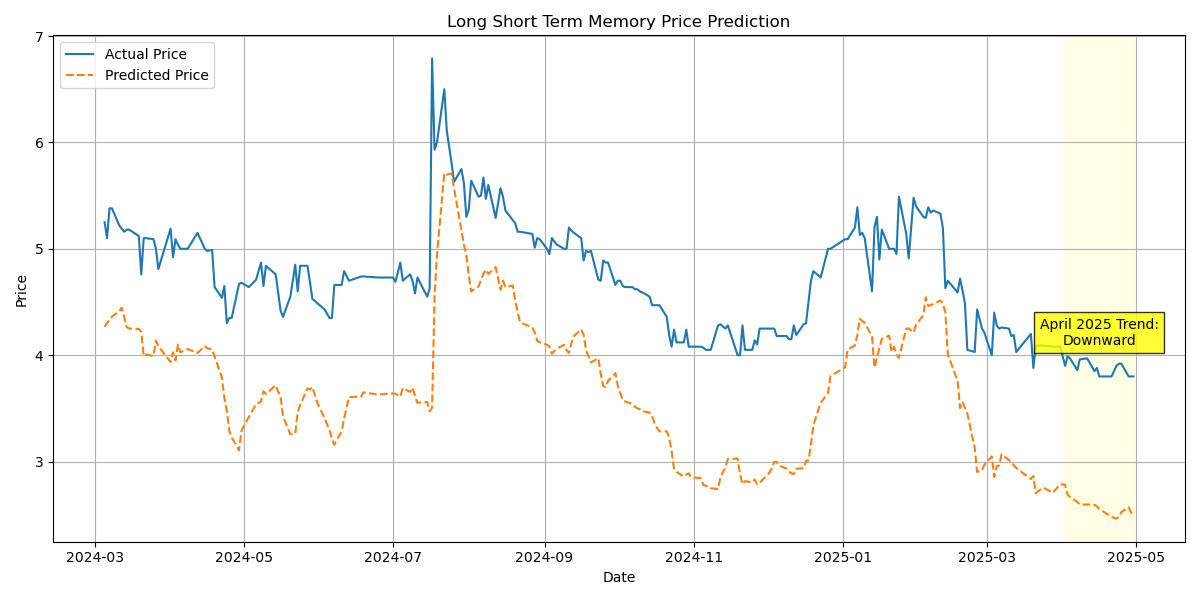 Long Short Term Memory Price Prediction
Actual Price
Predicted Price
7
6
5
4
3
Price
April 2025 Trend:
Downward
2024-03
2024-05
2024-07
2024-09
2024-11
2025-01
2025-03
2025-05
Date